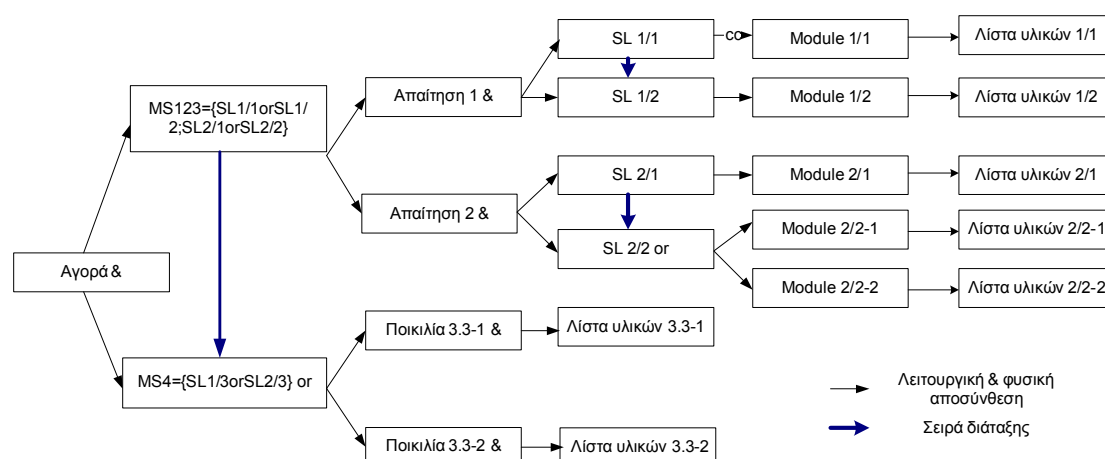 SL 1/1
co
Module 1/1
Λίστα υλικών 1/1
MS123={SL1/1orSL1/
2;SL2/1orSL2/2}
Απαίτηση 1 &
SL 1/2
Module 1/2
Λίστα υλικών 1/2
SL 2/1
Module 2/1
Λίστα υλικών 2/1
Απαίτηση 2 &
SL 2/2 or
Module 2/2-1
Λίστα υλικών 2/2-1
Αγορά &
Module 2/2-2
Λίστα υλικών 2/2-2
Ποικιλία 3.3-1 &
Λίστα υλικών 3.3-1
MS4={SL1/3orSL2/3} or
Λειτουργική & φυσική
αποσύνθεση
Σειρά διάταξης
Ποικιλία 3.3-2 &
Λίστα υλικών 3.3-2